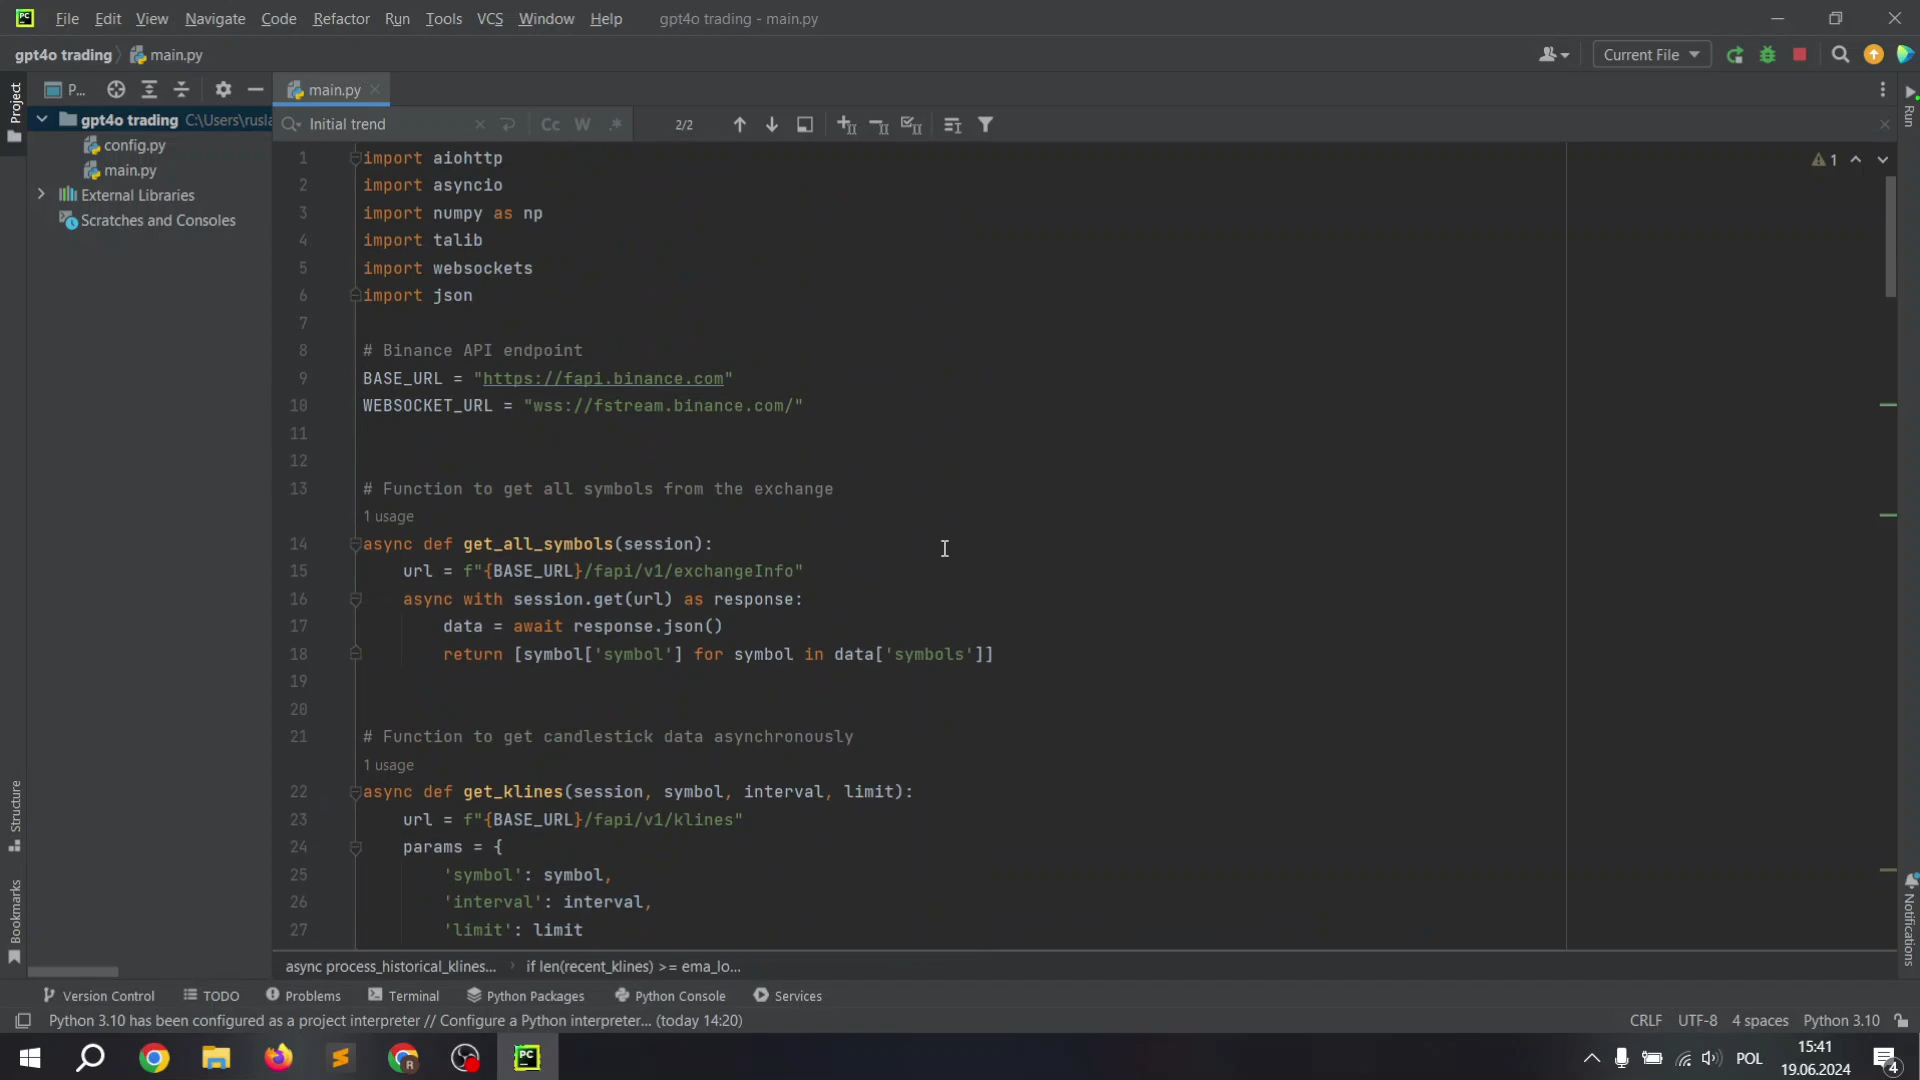 File Edit View Navigate Code Refactor Run Tools VCS Window Help gpt4o trading - main.py
gpt4o trading main.py Current File
Project P... main.py
gpt4o trading C:\Users\rusla
config.py
main.py
External Libraries
Scratches and Consoles
Initial trend Cc W .* 2/2
1
1 import aiohttp
2 import asyncio
3 import numpy as np
4 import talib
5 import websockets
6 import json
7
8 # Binance API endpoint
9 BASE_URL = "https://fapi.binance.com"
10 WEBSOCKET_URL = "wss://fstream.binance.com/"
11
12
13 # Function to get all symbols from the exchange
1 usage
14 async def get_all_symbols(session):
15 url = f"{BASE_URL}/fapi/v1/exchangeInfo"
16 async with session.get(url) as response:
17 data = await response.json()
18 return [symbol['symbol'] for symbol in data['symbols']]
19
20
21 # Function to get candlestick data asynchronously
1 usage
22 async def get_klines(session, symbol, interval, limit):
23 url = f"{BASE_URL}/fapi/v1/klines"
24 params = {
25 'symbol': symbol,
26 'interval': interval,
27 'limit': limit
async process_historical_klines... if len(recent_klines) >= ema_lo...
Structure
Bookmarks
Run
Notifications
Version Control TODO Problems Terminal Python Packages Python Console Services
Python 3.10 has been configured as a project interpreter // Configure a Python interpreter... (today 14:20) CRLF UTF-8 4 spaces Python 3.10
PC
R
POL
15:41
19.06.2024
4